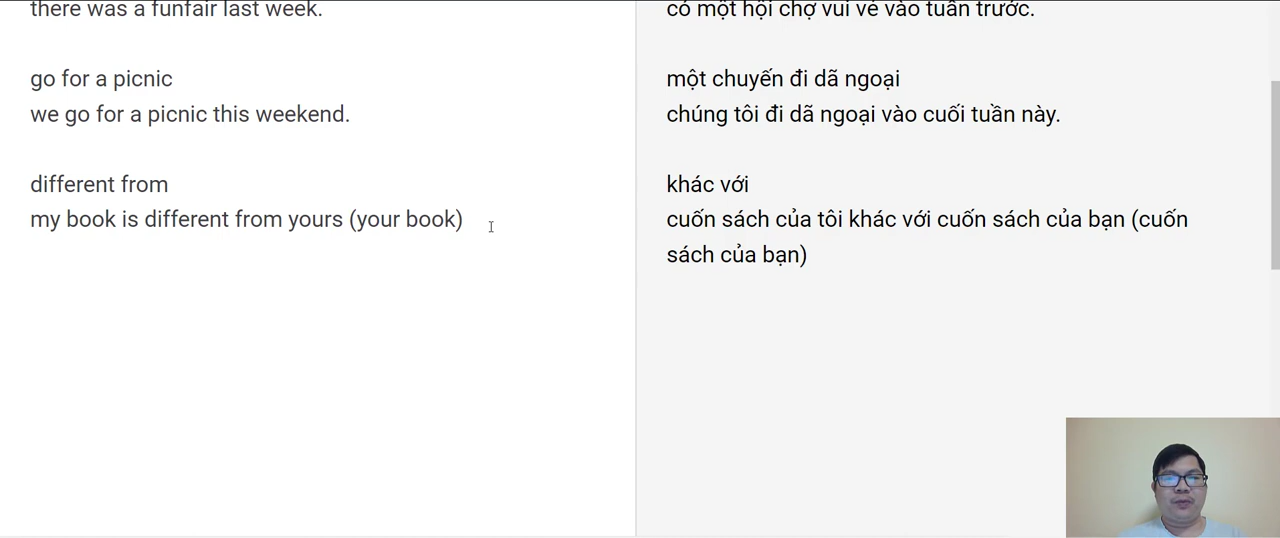 there was a funfair last week.
go for a picnic
we go for a picnic this weekend.
different from
my book is different from yours (your book)
có một hội chợ vui vẻ vào tuần trước.
một chuyến đi dã ngoại
chúng tôi đi dã ngoại vào cuối tuần này.
khác với
cuốn sách của tôi khác với cuốn sách của bạn (cuốn
sách của bạn)